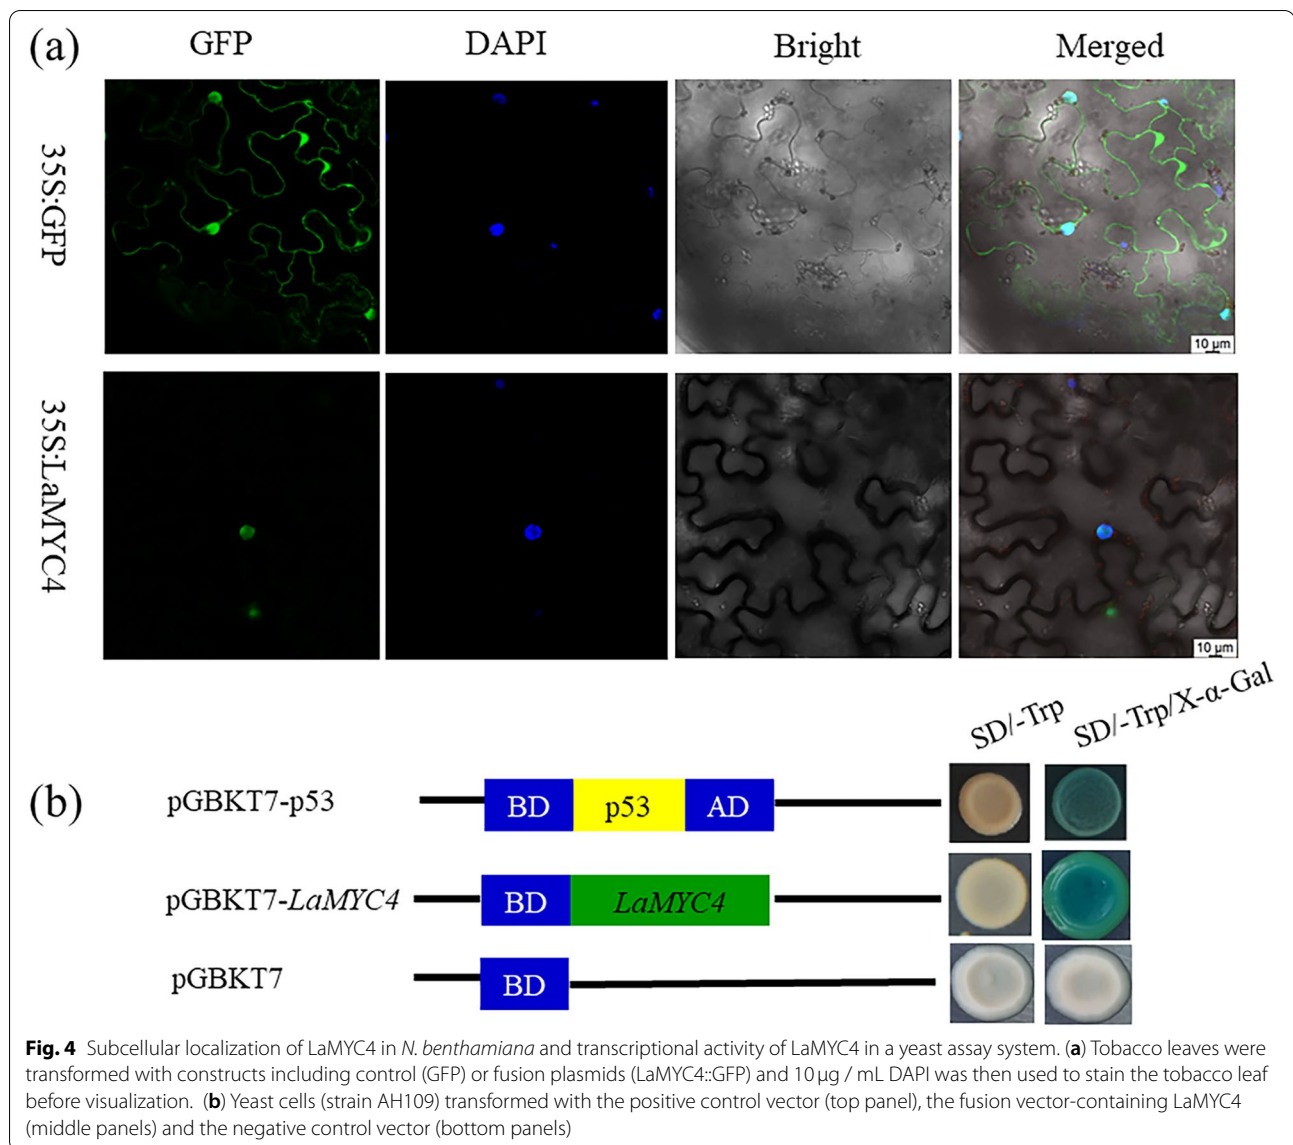 (a) GFP DAPI Bright Merged
35S:GFP
10 μm
35S:LaMYC4
10 μm
SD/-Trp SD/-Trp/X-α-Gal
(b)
pGBKT7-p53 BD p53 AD
pGBKT7-LaMYC4 BD LaMYC4
pGBKT7 BD
Fig. 4 Subcellular localization of LaMYC4 in N. benthamiana and transcriptional activity of LaMYC4 in a yeast assay system. (a) Tobacco leaves were
transformed with constructs including control (GFP) or fusion plasmids (LaMYC4::GFP) and 10 μg / mL DAPI was then used to stain the tobacco leaf
before visualization. (b) Yeast cells (strain AH109) transformed with the positive control vector (top panel), the fusion vector-containing LaMYC4
(middle panels) and the negative control vector (bottom panels)